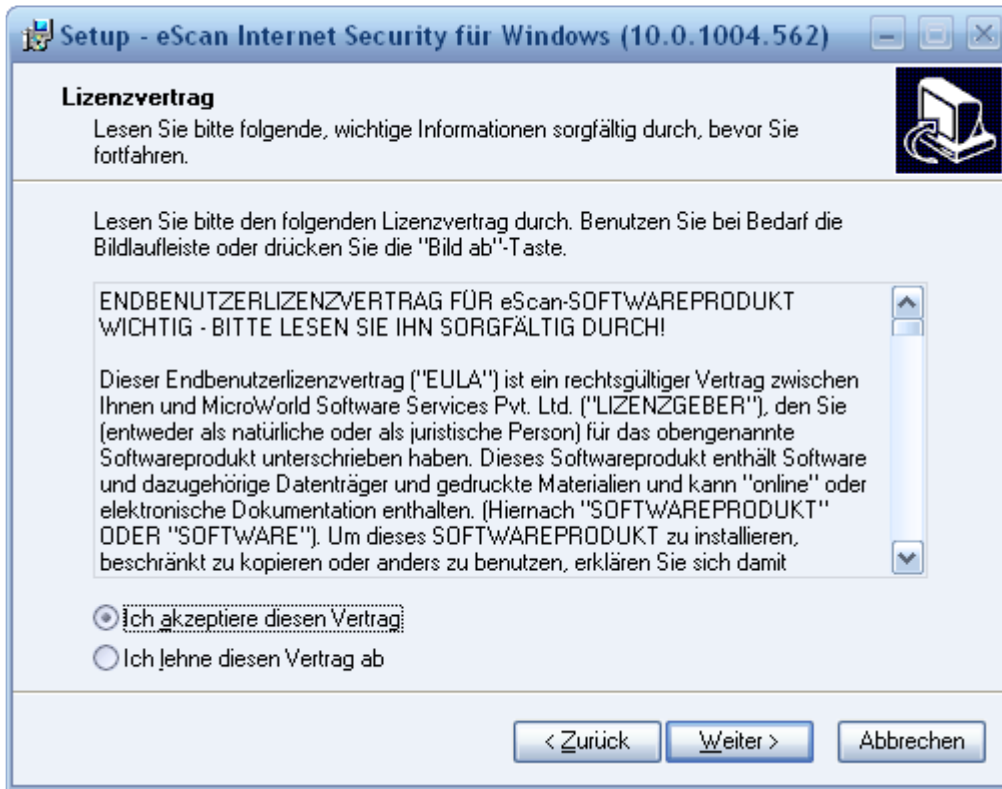 Setup - eScan Internet Security für Windows (10.0.1004.562)
Lizenzvertrag
Lesen Sie bitte folgende, wichtige Informationen sorgfältig durch, bevor Sie
fortfahren.
Lesen Sie bitte den folgenden Lizenzvertrag durch. Benutzen Sie bei Bedarf die
Bildlaufleiste oder drücken Sie die "Bild ab"-Taste.
ENDBENUTZERLIZENZVERTRAG FÜR eScan-SOFTWAREPRODUKT
WICHTIG - BITTE LESEN SIE IHN SORGFÄLTIG DURCH!
Dieser Endbenutzerlizenzvertrag ("EULA") ist ein rechtsgültiger Vertrag zwischen
Ihnen und MicroWorld Software Services Pvt. Ltd. ("LIZENZGEBER"), den Sie
(entweder als natürliche oder als juristische Person) für das obengenannte
Softwareprodukt unterschrieben haben. Dieses Softwareprodukt enthält Software
und dazugehörige Datenträger und gedruckte Materialien und kann "online" oder
elektronische Dokumentation enthalten. (Hiernach "SOFTWAREPRODUKT"
ODER "SOFTWARE"). Um dieses SOFTWAREPRODUKT zu installieren,
beschränkt zu kopieren oder anders zu benutzen, erklären Sie sich damit
Ich akzeptiere diesen Vertrag
Ich lehne diesen Vertrag ab
< Zurück
Weiter >
Abbrechen